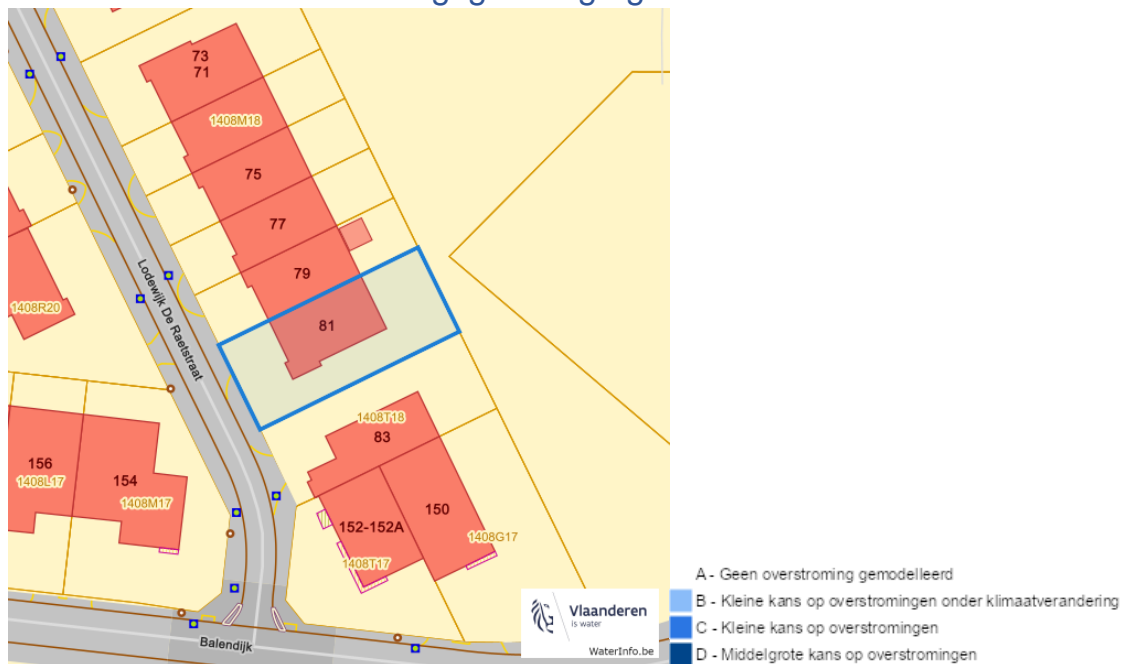 73
71
1408M18
75
77
79
81
Lodewijk De Raetstraat
1408R20
1408T18
83
156
1408L17
154
1408M17
150
152-152A
1408G17
1408T17
Balendijk
Vlaanderen
is water
WaterInfo.be
A - Geen overstroming gemodelleerd
B - Kleine kans op overstromingen onder klimaatverandering
C - Kleine kans op overstromingen
D - Middelgrote kans op overstromingen